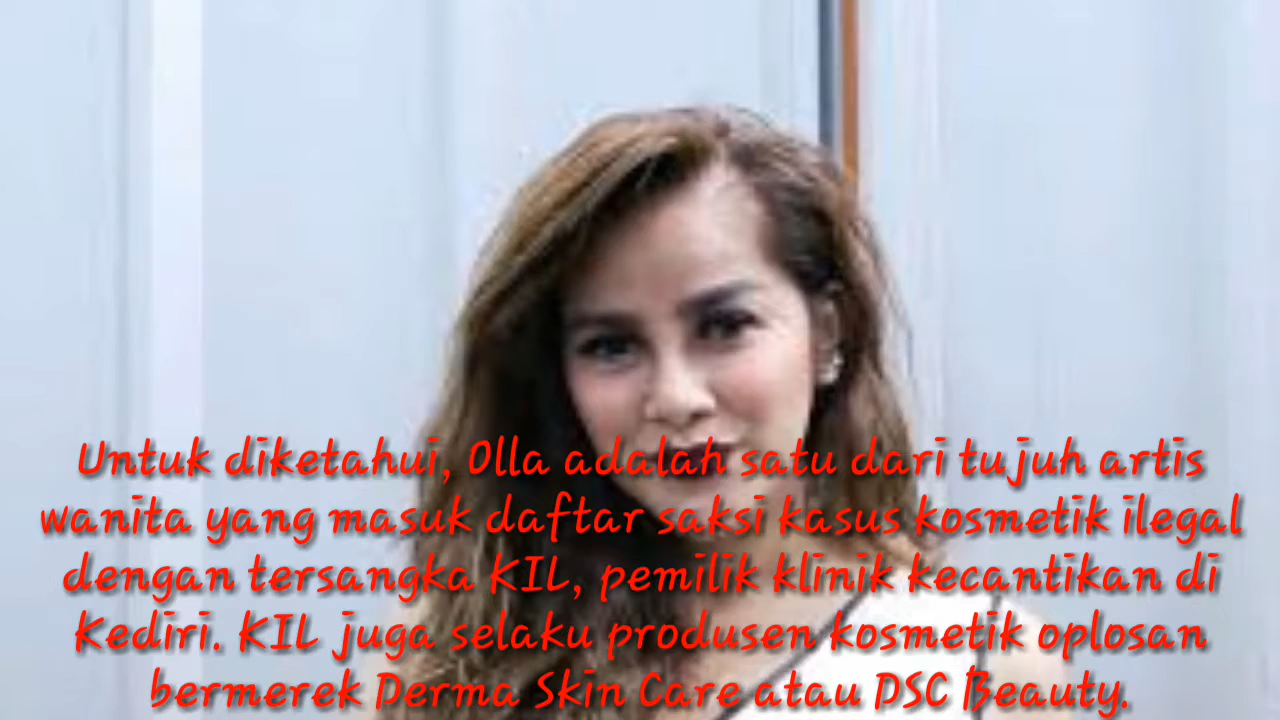 Untuk diketahui, Olla adalah satu dari tujuh artis
wanita yang masuk daftar saksi kasus kosmetik ilegal
dengan tersangka KIL, pemilik klinik kecantikan di
Kediri. KIL juga selaku produsen kosmetik oplosan
bermerek Derma Skin Care atau DSC Beauty.